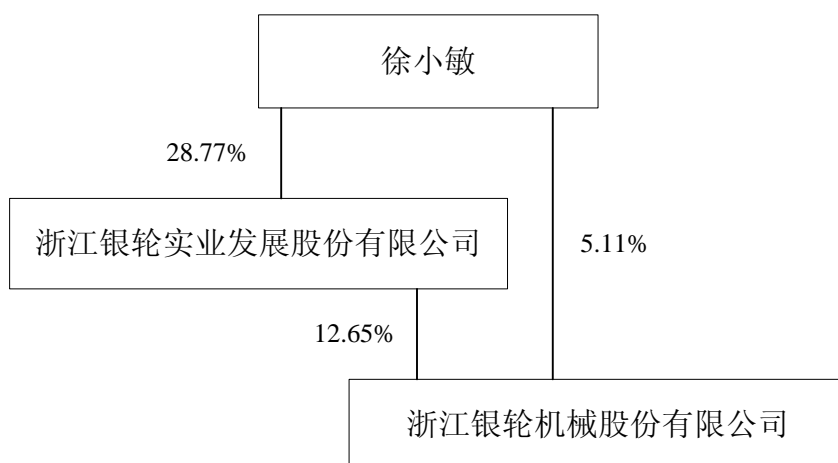 徐小敏
28.77%
浙江银轮实业发展股份有限公司
5.11%
12.65%
浙江银轮机械股份有限公司